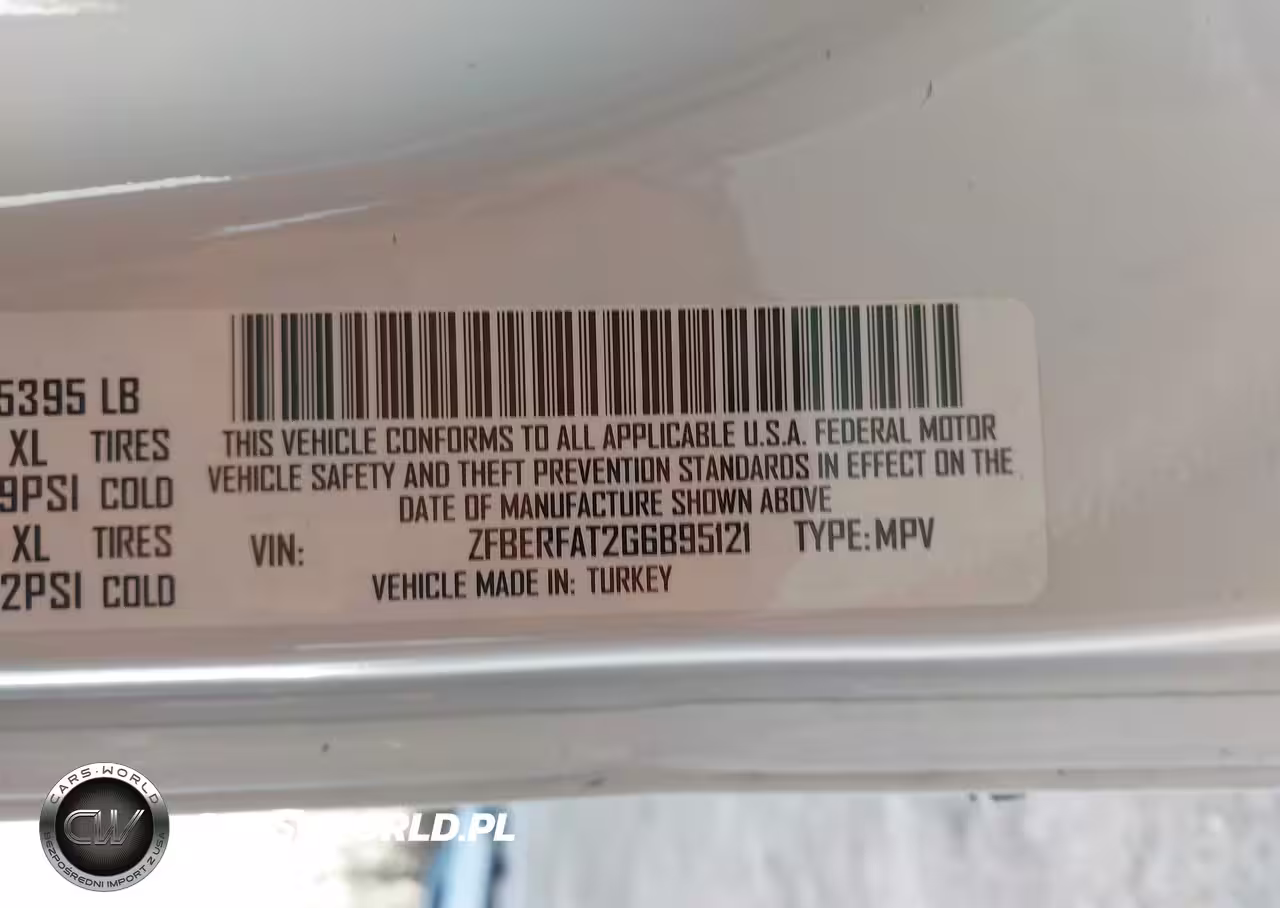 5395 LB
XL TIRES
9PSI COLD
XL TIRES
2PSI COLD
THIS VEHICLE CONFORMS TO ALL APPLICABLE U.S.A. FEDERAL MOTOR
VEHICLE SAFETY AND THEFT PREVENTION STANDARDS IN EFFECT ON THE
DATE OF MANUFACTURE SHOWN ABOVE
VIN: ZFBERFAT2G6B95121 TYPE: MPV
VEHICLE MADE IN: TURKEY
CARS-WORLD
CW
BEZPOŚREDNI IMPORT Z USA
WORLD.PL